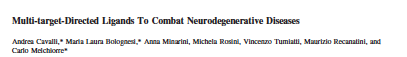 Multi-target-Directed Ligands To Combat Neurodegenerative Diseases
Andrea Cavalli,* Maria Laura Bolognesi,* Anna Minarini, Michela Rosini, Vincenzo Tumiatti, Maurizio Recanatini, and
Carlo Melchiorre*